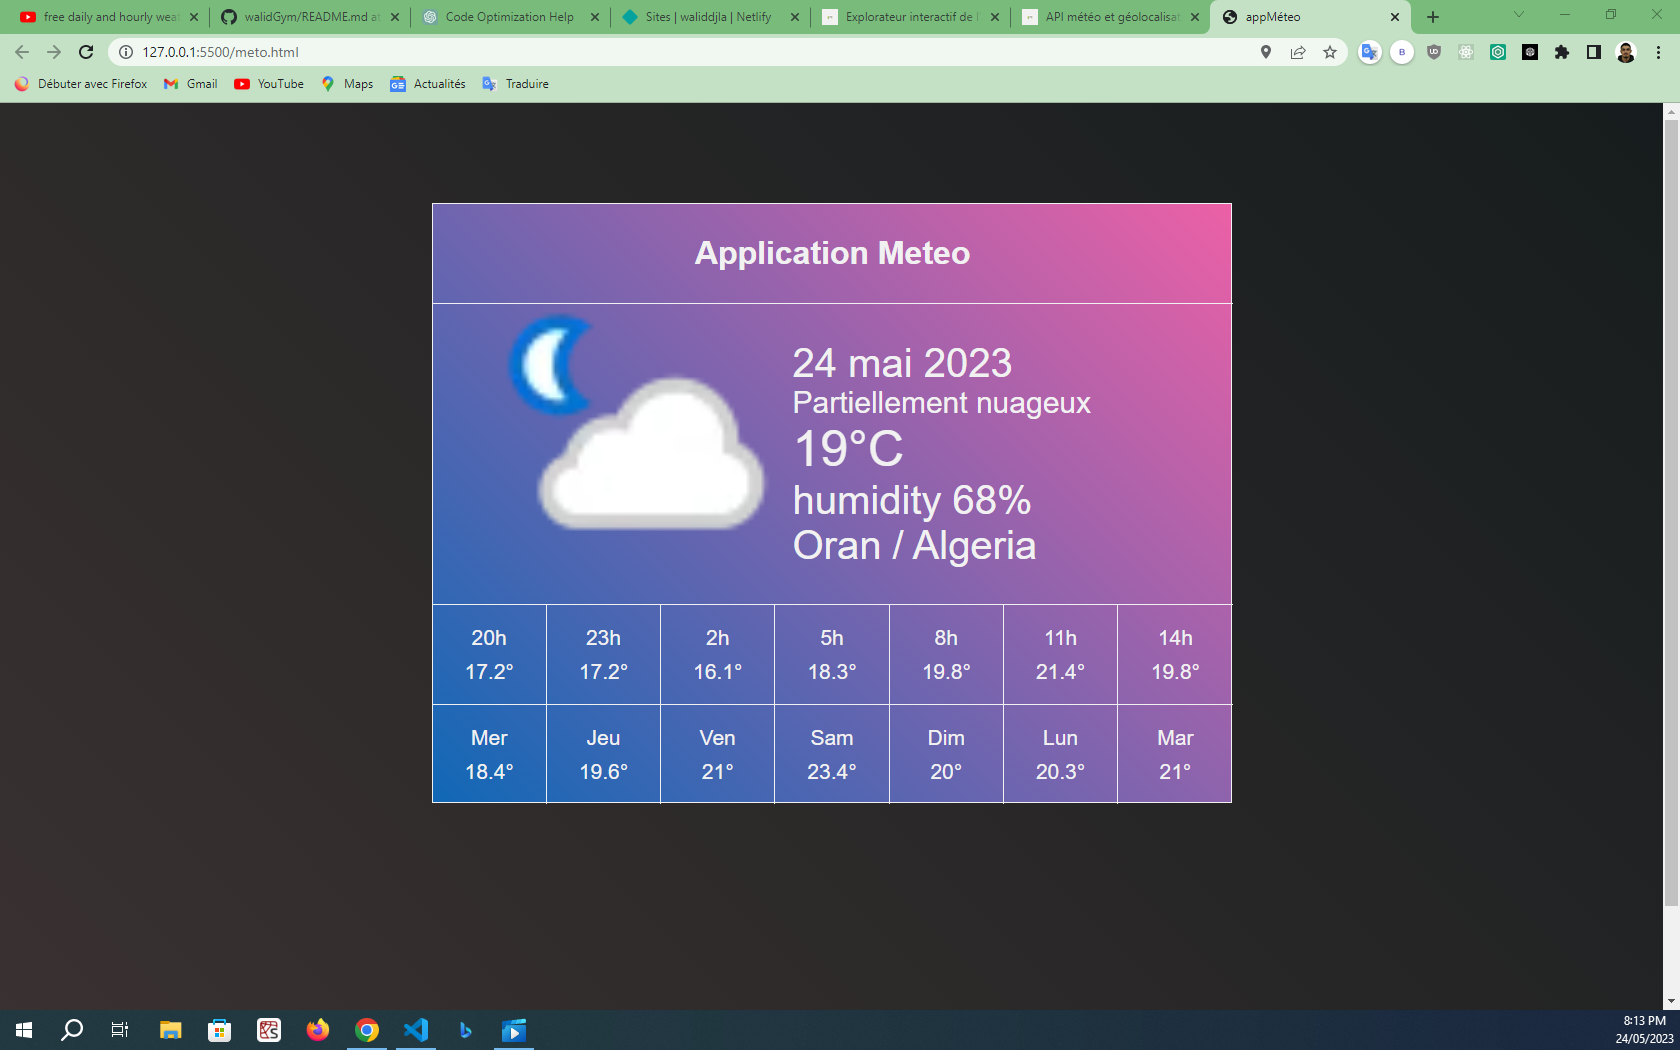 free daily and hourly wea
walidGym/README.md at
Code Optimization Help
Sites | waliddjla | Netlify
Explorateur interactif de l'
API météo et géolocalisat
appMéteo
127.0.0.1:5500/meto.html
Débuter avec Firefox
Gmail
YouTube
Maps
Actualités
Traduire
Application Meteo
24 mai 2023
Partiellement nuageux
19°C
humidity 68%
Oran / Algeria
20h 23h 2h 5h 8h 11h 14h
17.2° 17.2° 16.1° 18.3° 19.8° 21.4° 19.8°
Mer Jeu Ven Sam Dim Lun Mar
18.4° 19.6° 21° 23.4° 20° 20.3° 21°
8:13 PM
24/05/2023